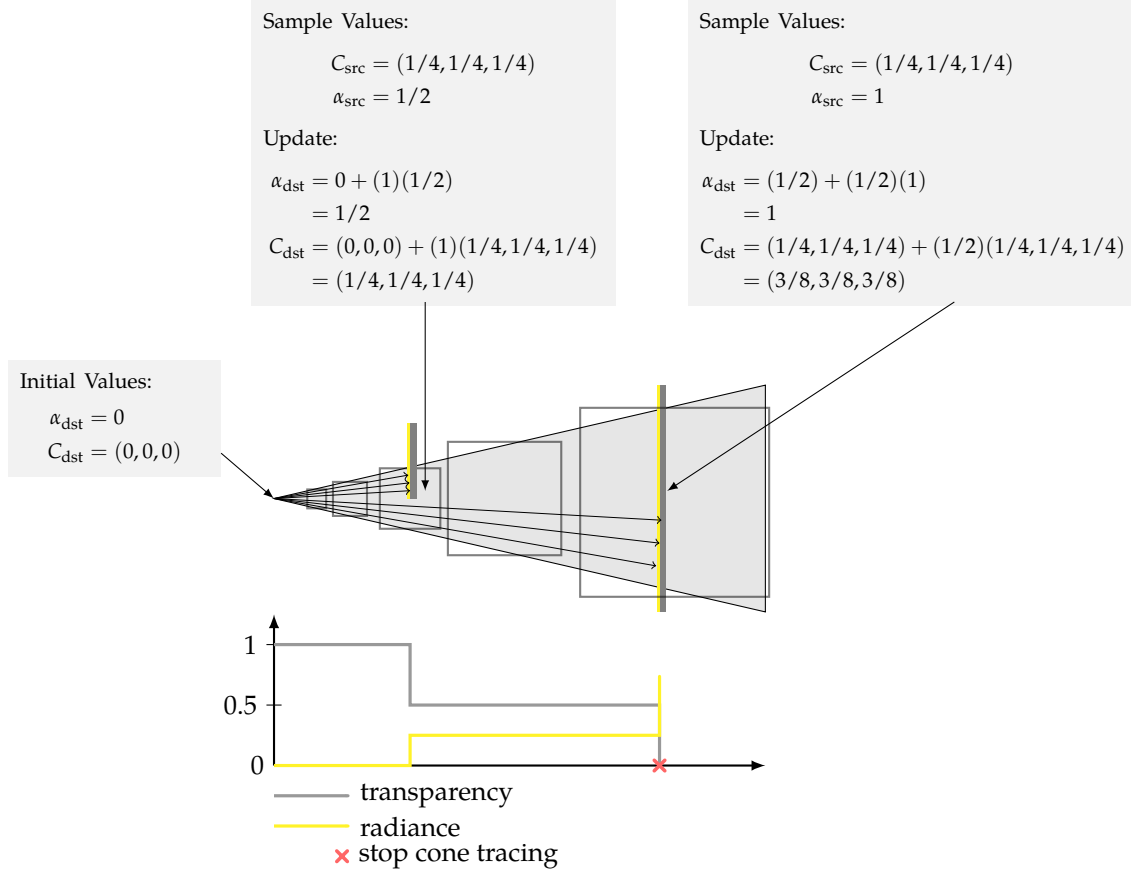 Sample Values:
C_src = (1/4, 1/4, 1/4)
α_src = 1/2
Update:
α_dst = 0 + (1)(1/2)
= 1/2
C_dst = (0, 0, 0) + (1)(1/4, 1/4, 1/4)
= (1/4, 1/4, 1/4)
Sample Values:
C_src = (1/4, 1/4, 1/4)
α_src = 1
Update:
α_dst = (1/2) + (1/2)(1)
= 1
C_dst = (1/4, 1/4, 1/4) + (1/2)(1/4, 1/4, 1/4)
= (3/8, 3/8, 3/8)
Initial Values:
α_dst = 0
C_dst = (0, 0, 0)
1
0.5
0
transparency
radiance
stop cone tracing